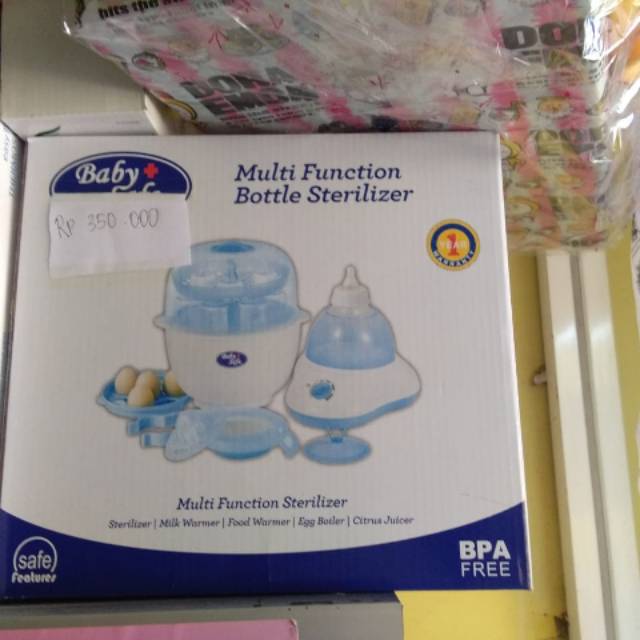 Baby
Rp 350.000
Multi Function
Bottle Sterilizer
1
Multi Function Sterilizer
Sterilizer | Milk Warmer | Food Warmer | Egg Boiler | Citrus Juicer
safe
Features
BPA
FREE